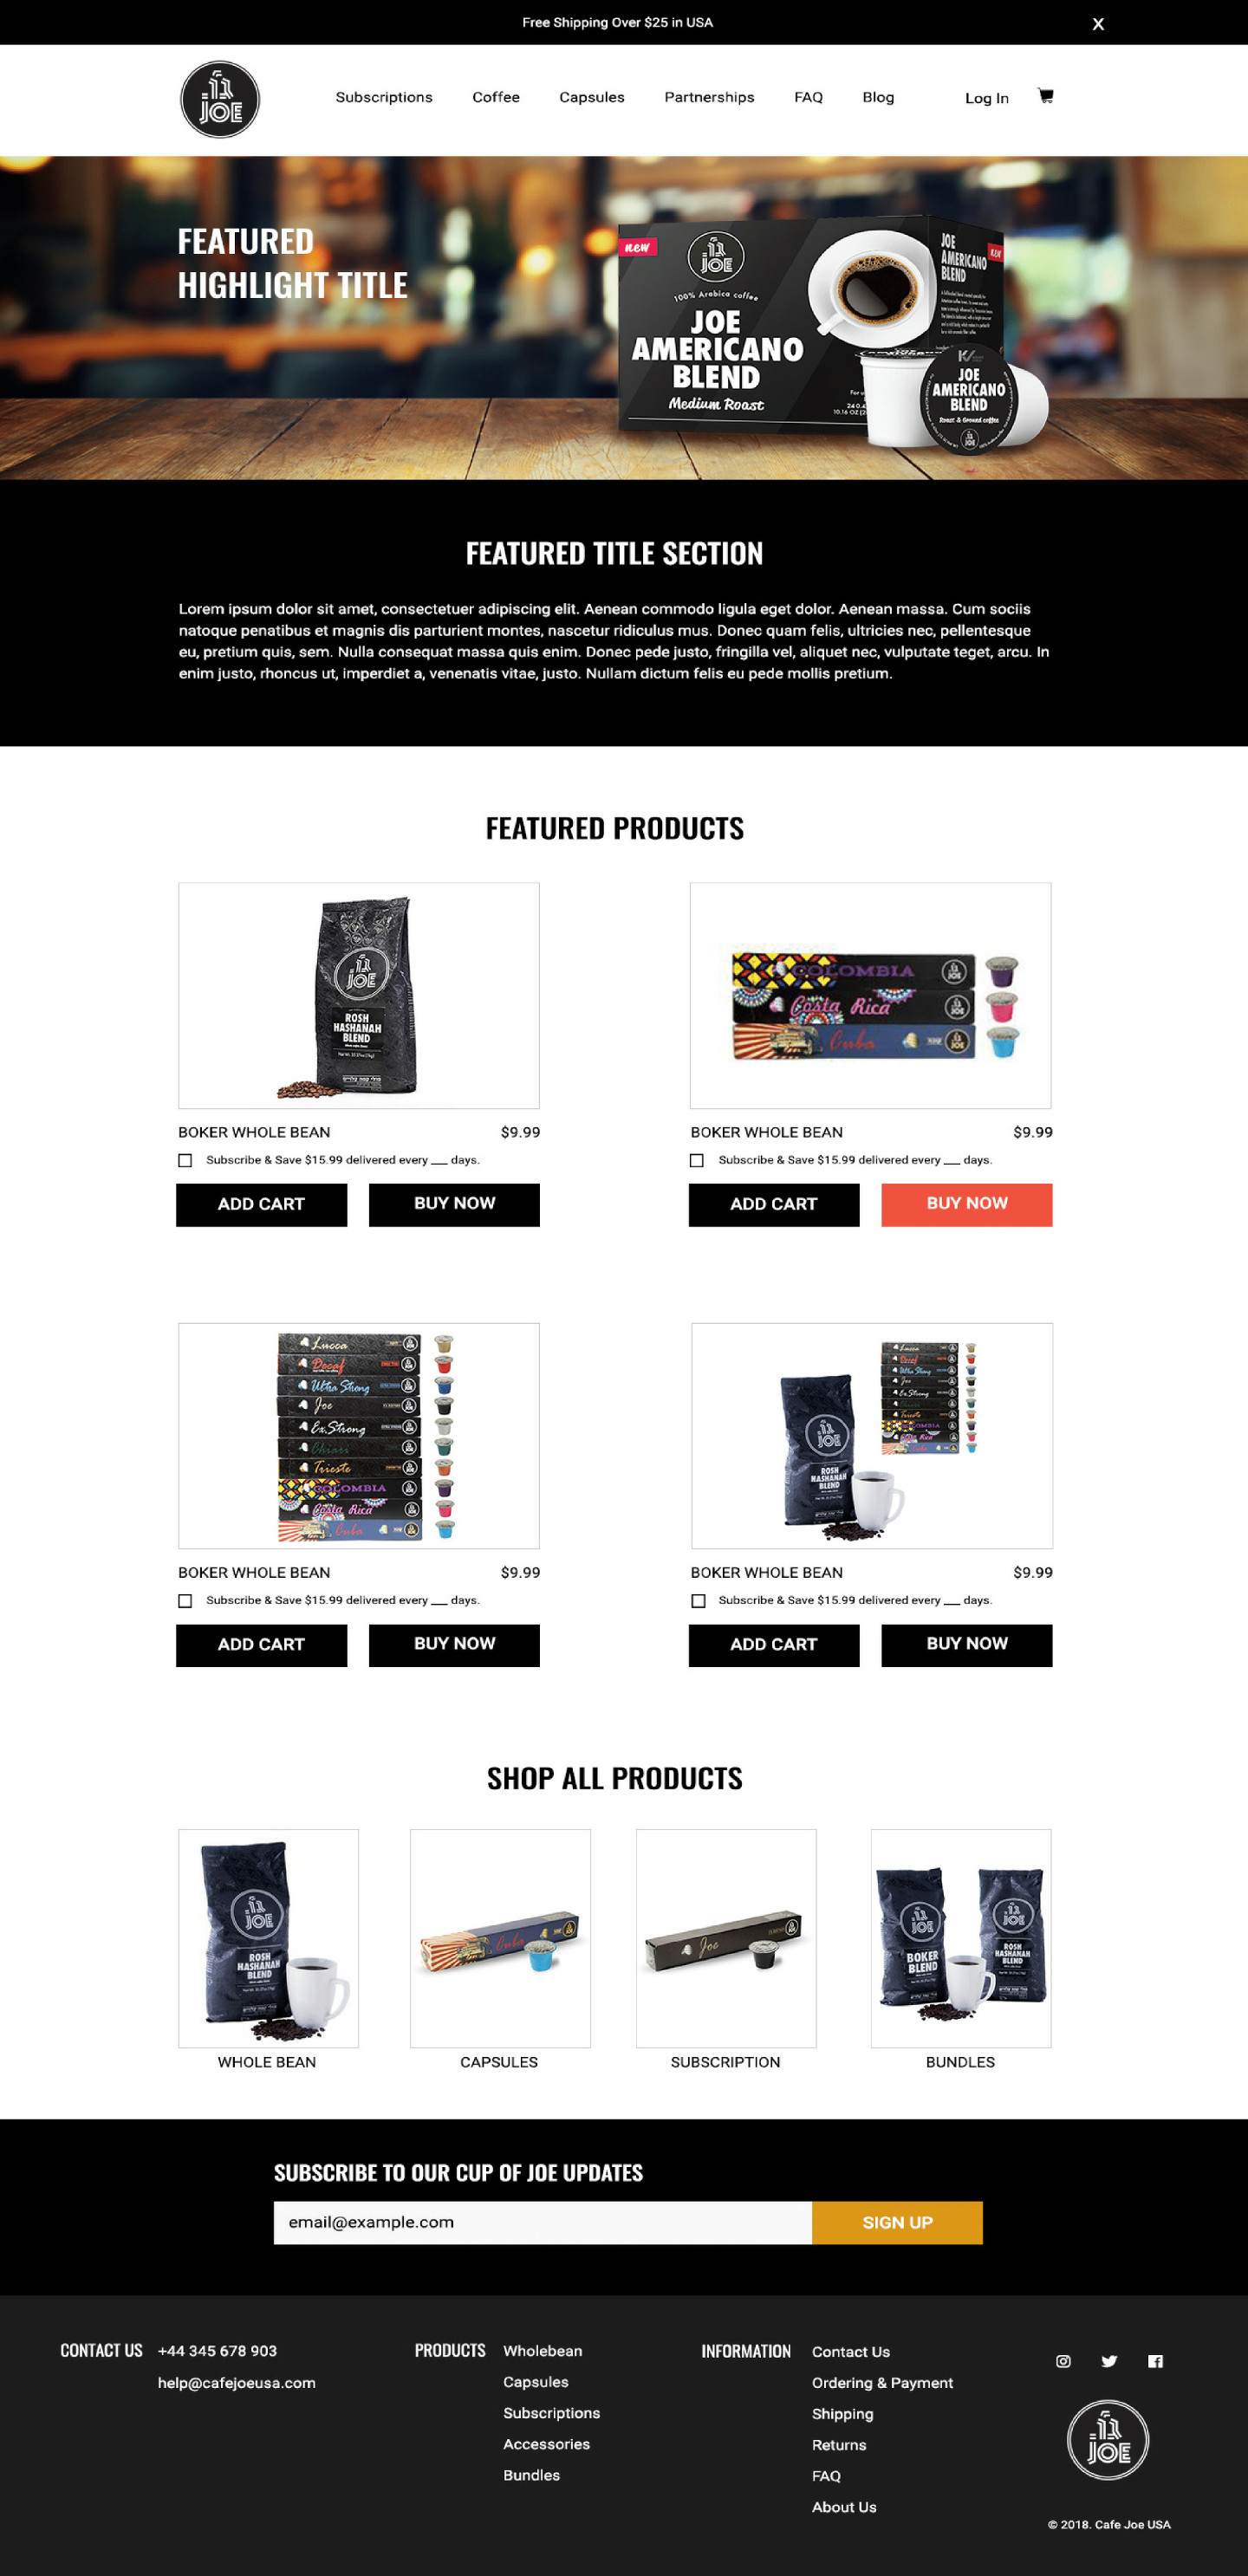 Free Shipping Over $25 in USA
X
JOE
Subscriptions
Coffee
Capsules
Partnerships
FAQ
Blog
Log In
FEATURED
HIGHLIGHT TITLE
new
JOE
100% Arabica coffee
JOE
AMERICANO
BLEND
Medium Roast
JOE
AMERICANO
BLEND
new
JOE
AMERICANO
BLEND
Roast & Ground coffee
FEATURED TITLE SECTION
Lorem ipsum dolor sit amet, consectetuer adipiscing elit. Aenean commodo ligula eget dolor. Aenean massa. Cum sociis
natoque penatibus et magnis dis parturient montes, nascetur ridiculus mus. Donec quam felis, ultricies nec, pellentesque
eu, pretium quis, sem. Nulla consequat massa quis enim. Donec pede justo, fringilla vel, aliquet nec, vulputate teget, arcu. In
enim justo, rhoncus ut, imperdiet a, venenatis vitae, justo. Nullam dictum felis eu pede mollis pretium.
FEATURED PRODUCTS
JOE
ROSH
HASHANAH
BLEND
COLOMBIA
Costa Rica
Cuba
BOKER WHOLE BEAN
$9.99
Subscribe & Save $15.99 delivered every ___ days.
ADD CART
BUY NOW
BOKER WHOLE BEAN
$9.99
Subscribe & Save $15.99 delivered every ___ days.
ADD CART
BUY NOW
Lucca
Decaf
Ultra Strong
Joe
Ex.Strong
Chiari
Trieste
COLOMBIA
Costa Rica
Cuba
JOE
ROSH
HASHANAH
BLEND
BOKER WHOLE BEAN
$9.99
Subscribe & Save $15.99 delivered every ___ days.
ADD CART
BUY NOW
BOKER WHOLE BEAN
$9.99
Subscribe & Save $15.99 delivered every ___ days.
ADD CART
BUY NOW
SHOP ALL PRODUCTS
JOE
ROSH
HASHANAH
BLEND
Cuba
Joe
JOE
BOKER
BLEND
JOE
ROSH
HASHANAH
BLEND
WHOLE BEAN
CAPSULES
SUBSCRIPTION
BUNDLES
SUBSCRIBE TO OUR CUP OF JOE UPDATES
email@example.com
SIGN UP
CONTACT US
+44 345 678 903
help@cafejoeusa.com
PRODUCTS
Wholebean
Capsules
Subscriptions
Accessories
Bundles
INFORMATION
Contact Us
Ordering & Payment
Shipping
Returns
FAQ
About Us
JOE
© 2018. Cafe Joe USA